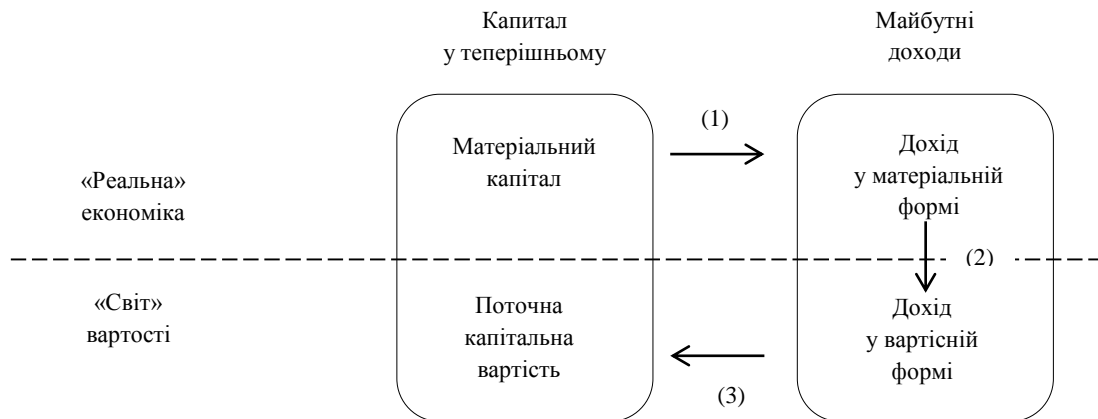 Капитал
у теперішньому
Майбутні
доходи
(1)
Матеріальний
капітал
Дохід
у матеріальній
формі
«Реальна»
економіка
(2)
«Світ»
вартості
Поточна
капітальна
вартість
Дохід
у вартісній
формі
(3)